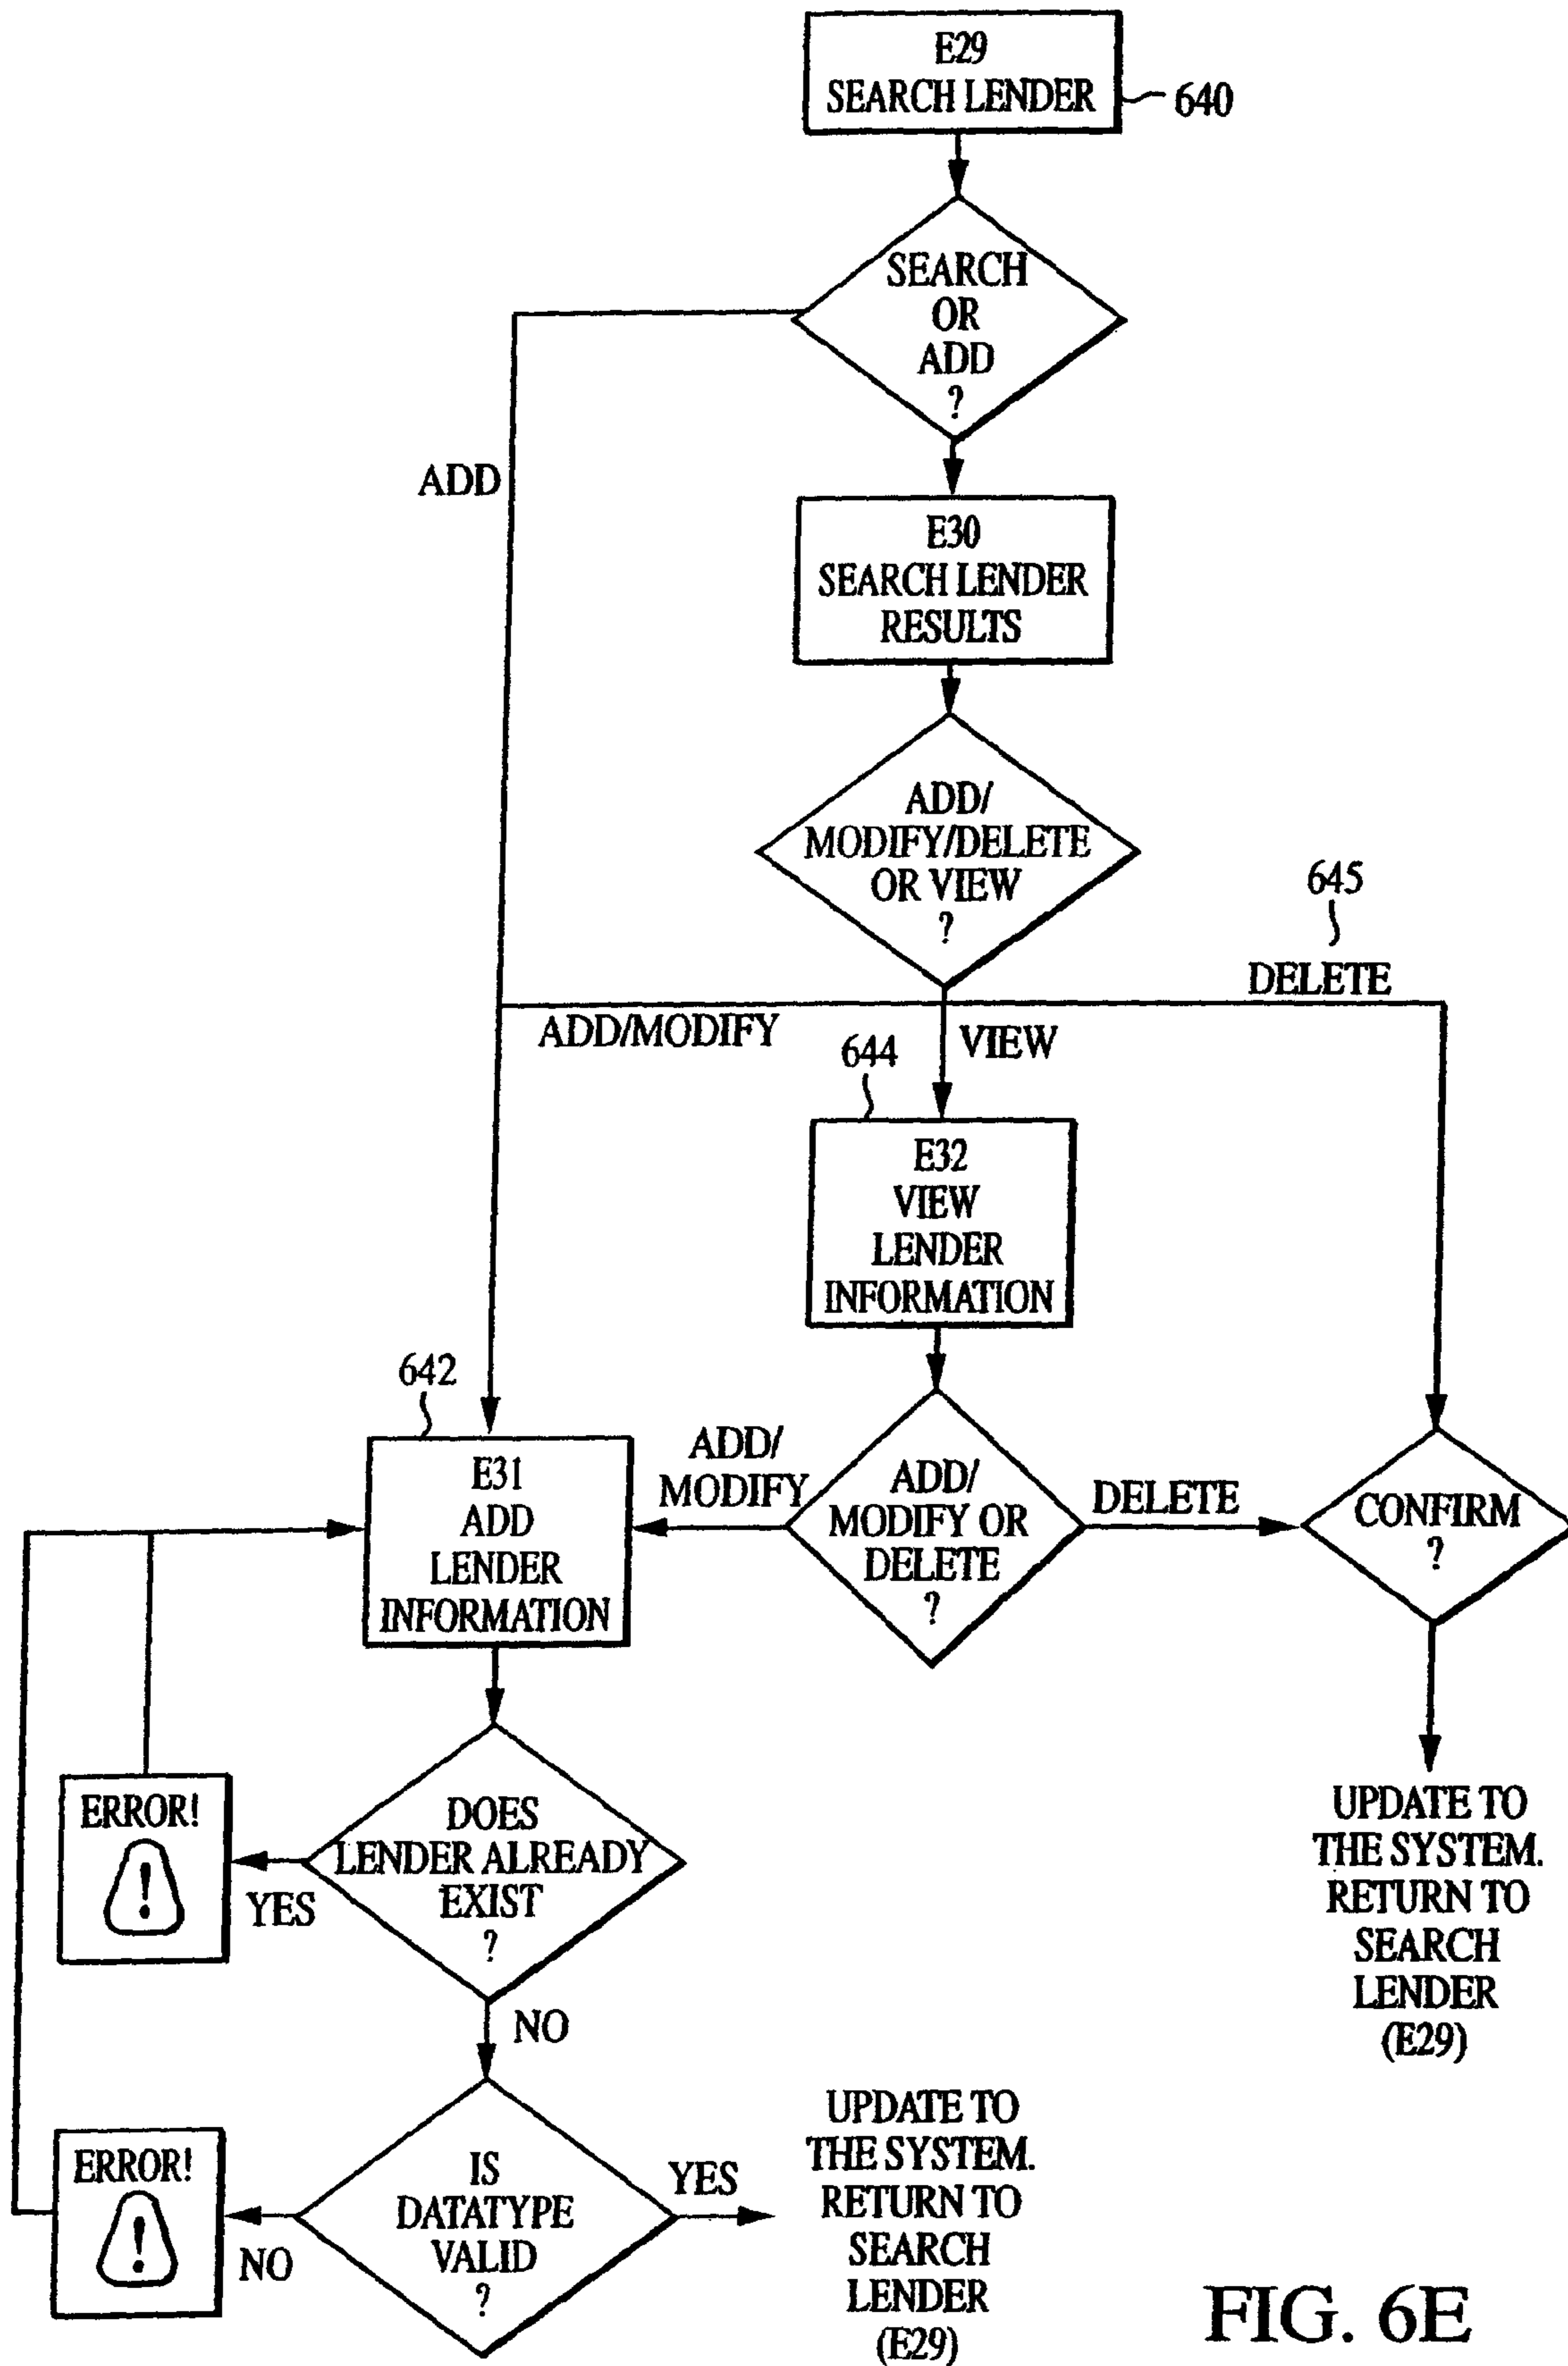 E29
SEARCH LENDER
640
SEARCH
OR
ADD
?
ADD
E30
SEARCH LENDER
RESULTS
ADD/
MODIFY/DELETE
OR VIEW
?
645
DELETE
ADD/MODIFY
VIEW
644
E32
VIEW
LENDER
INFORMATION
642
E31
ADD
LENDER
INFORMATION
ADD/
MODIFY
ADD/
MODIFY OR
DELETE
?
DELETE
CONFIRM
?
ERROR!
!
YES
DOES
LENDER ALREADY
EXIST
?
UPDATE TO
THE SYSTEM.
RETURN TO
SEARCH
LENDER
(E29)
NO
ERROR!
!
NO
IS
DATATYPE
VALID
?
YES
UPDATE TO
THE SYSTEM.
RETURN TO
SEARCH
LENDER
(E29)
FIG. 6E